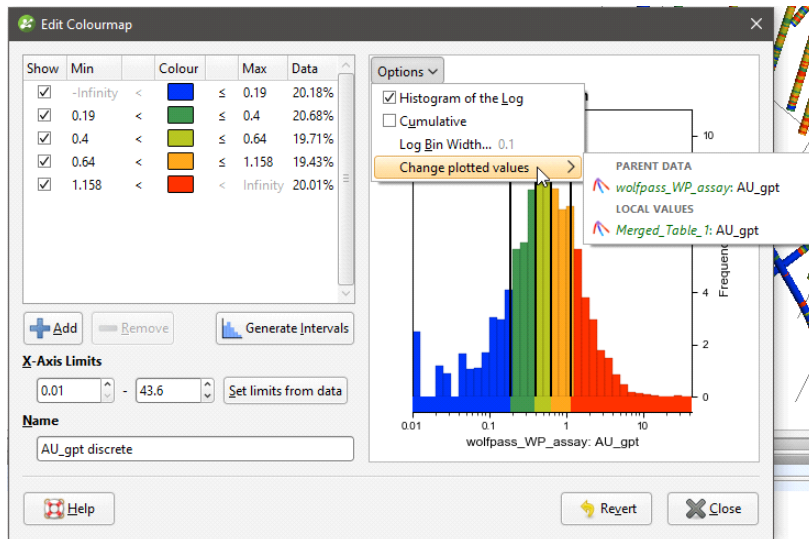 Edit Colourmap
Show Min < Colour ≤ Max Data
-Infinity < ≤ 0.19 20.18%
0.19 < ≤ 0.4 20.68%
0.4 < ≤ 0.64 19.71%
0.64 < ≤ 1.158 19.43%
1.158 < < Infinity 20.01%
Add
Remove
Generate Intervals
X-Axis Limits
0.01 - 43.6 Set limits from data
Name
AU_gpt discrete
Help
Options
Histogram of the Log
Cumulative
Log Bin Width... 0.1
Change plotted values
PARENT DATA
wolfpass_WP_assay: AU_gpt
LOCAL VALUES
Merged_Table_1: AU_gpt
10
4
2
0
0.01 0.1 1 10
wolfpass_WP_assay: AU_gpt
Revert
Close